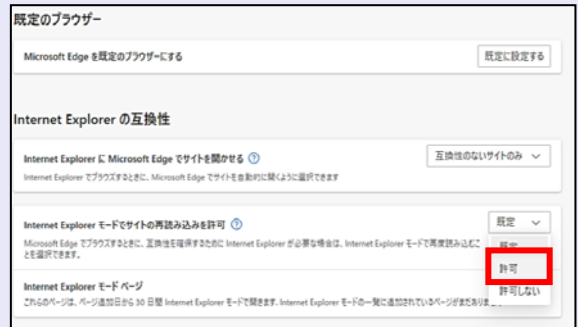 既定のブラウザー
Microsoft Edge を既定のブラウザーにする
既定に設定する
Internet Explorer の互換性
Internet Explorer に Microsoft Edge でサイトを開かせる ?
互換性のないサイトのみ
Internet Explorer でブラウズするときに、Microsoft Edge でサイトを自動的に開くように選択できます
Internet Explorer モードでサイトの再読み込みを許可 ?
既定
Microsoft Edge でブラウズするときに、互換性を確保するために Internet Explorer が必要な場合は、Internet Explorer モードで再度読み込むこ
とを選択できます。
既定
許可
許可しない
Internet Explorer モード ページ
これらのページは、ページ追加日から 30 日間 Internet Explorer モードで開きます. Internet Explorer モードの一覧に追加されているページがまだありま